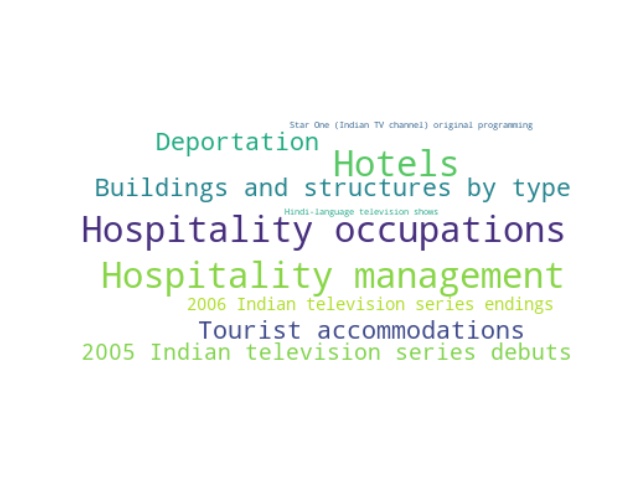 Star One (Indian TV channel) original programming
Deportation
Hotels
Buildings and structures by type
Hindi-language television shows
Hospitality occupations
Hospitality management
2006 Indian television series endings
Tourist accommodations
2005 Indian television series debuts